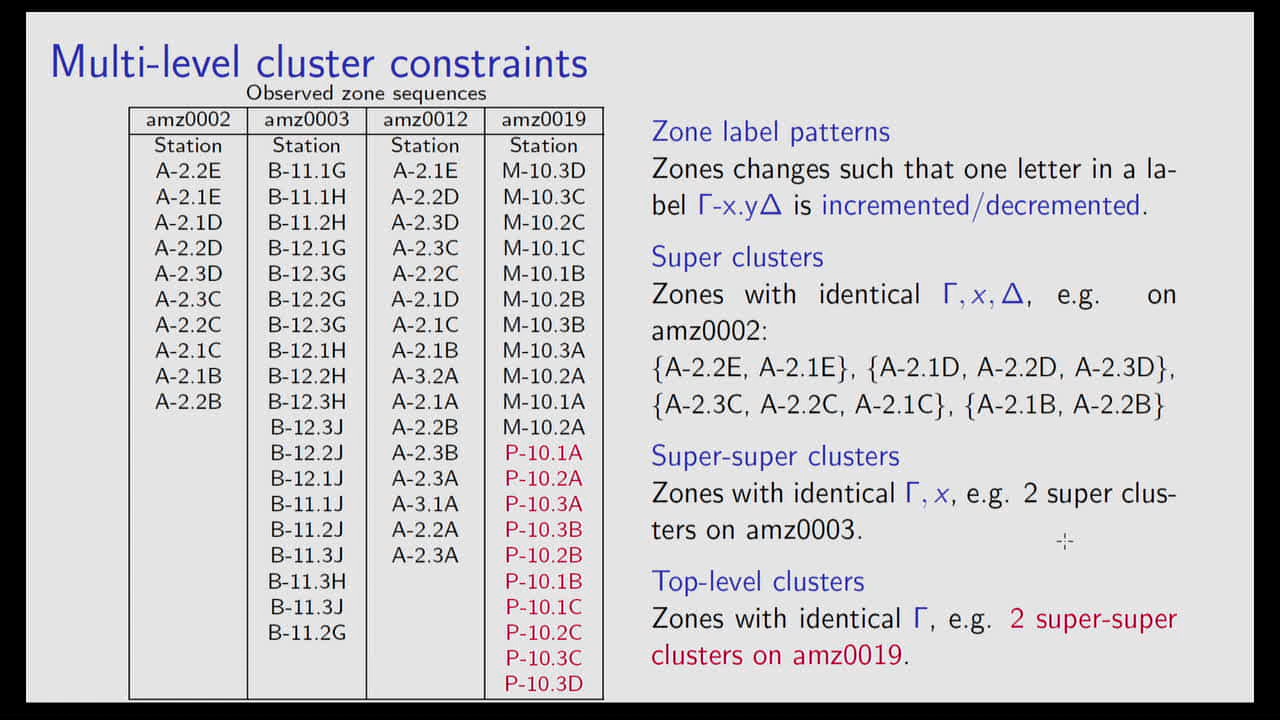 Multi-level cluster constraints
Observed zone sequences
amz0002 amz0003 amz0012 amz0019
Station Station Station Station
A-2.2E B-11.1G A-2.1E M-10.3D
A-2.1E B-11.1H A-2.2D M-10.3C
A-2.1D B-11.2H A-2.3D M-10.2C
A-2.2D B-12.1G A-2.3C M-10.1C
A-2.3D B-12.3G A-2.2C M-10.1B
A-2.3C B-12.2G A-2.1D M-10.2B
A-2.2C B-12.3G A-2.1C M-10.3B
A-2.1C B-12.1H A-2.1B M-10.3A
A-2.1B B-12.2H A-3.2A M-10.2A
A-2.2B B-12.3H A-2.1A M-10.1A
B-12.3J A-2.2B M-10.2A
B-12.2J A-2.3B P-10.1A
B-12.1J A-2.3A P-10.2A
B-11.1J A-3.1A P-10.3A
B-11.2J A-2.2A P-10.3B
B-11.3J A-2.3A P-10.2B
B-11.3H P-10.1B
B-11.3J P-10.1C
B-11.2G P-10.2C
P-10.3C
P-10.3D
Zone label patterns
Zones changes such that one letter in a la-
bel Γ-x.yΔ is incremented/decremented.
Super clusters
Zones with identical Γ, x, Δ, e.g. on
amz0002:
{A-2.2E, A-2.1E}, {A-2.1D, A-2.2D, A-2.3D},
{A-2.3C, A-2.2C, A-2.1C}, {A-2.1B, A-2.2B}
Super-super clusters
Zones with identical Γ, x, e.g. 2 super clus-
ters on amz0003.
Top-level clusters
Zones with identical Γ, e.g. 2 super-super
clusters on amz0019.